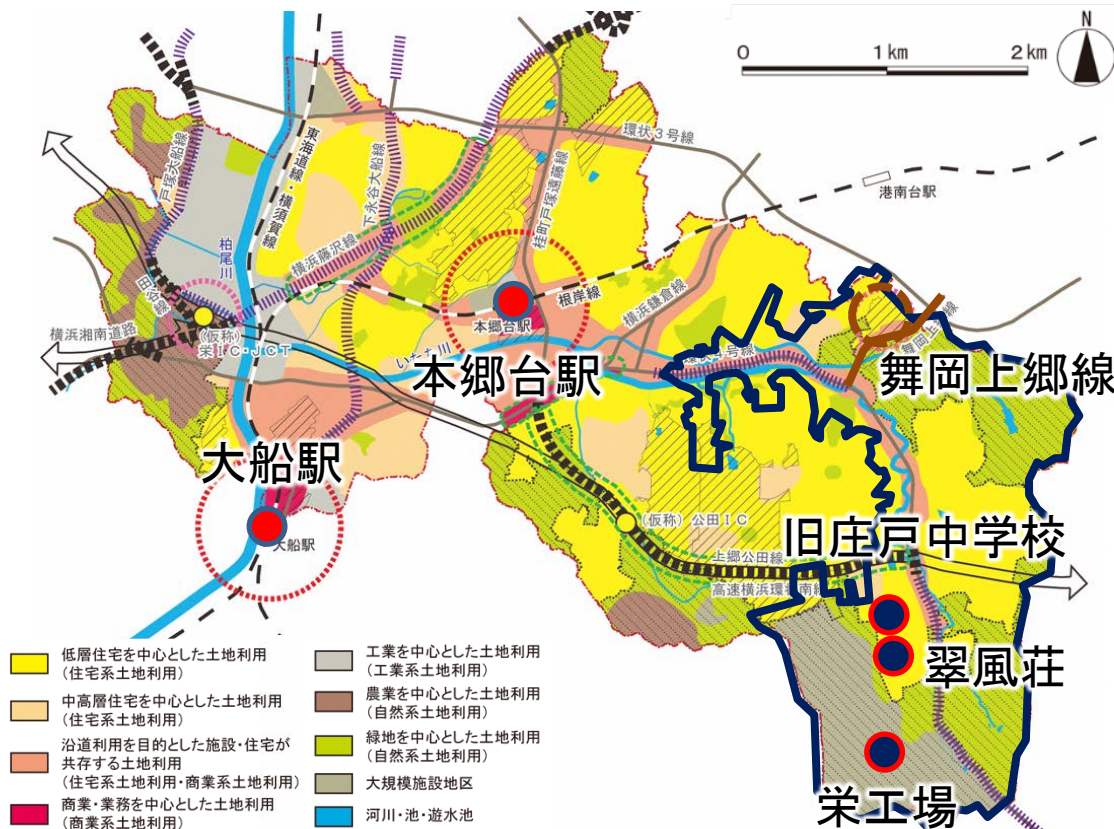 N
0 1km 2km
環状3号線
港南台駅
戸塚大船線
東海道線・横須賀線
下永谷大船線
桂町戸塚遠藤線
柏尾川
横浜藤沢線
田谷線
根岸線
横浜鎌倉線
本郷台駅
(仮称)
栄IC・JCT
横浜湘南道路
いたち川
環状4号線
舞岡上郷線
舞岡上郷線
本郷台駅
大船駅
大船駅
(仮称)公田IC
旧庄戸中学校
上郷公田線
高速横浜環状南線
翠風荘
栄工場
低層住宅を中心とした土地利用
(住宅系土地利用)
中高層住宅を中心とした土地利用
(住宅系土地利用)
沿道利用を目的とした施設・住宅が
共存する土地利用
(住宅系土地利用・商業系土地利用)
商業・業務を中心とした土地利用
(商業系土地利用)
工業を中心とした土地利用
(工業系土地利用)
農業を中心とした土地利用
(自然系土地利用)
緑地を中心とした土地利用
(自然系土地利用)
大規模施設地区
河川・池・遊水池